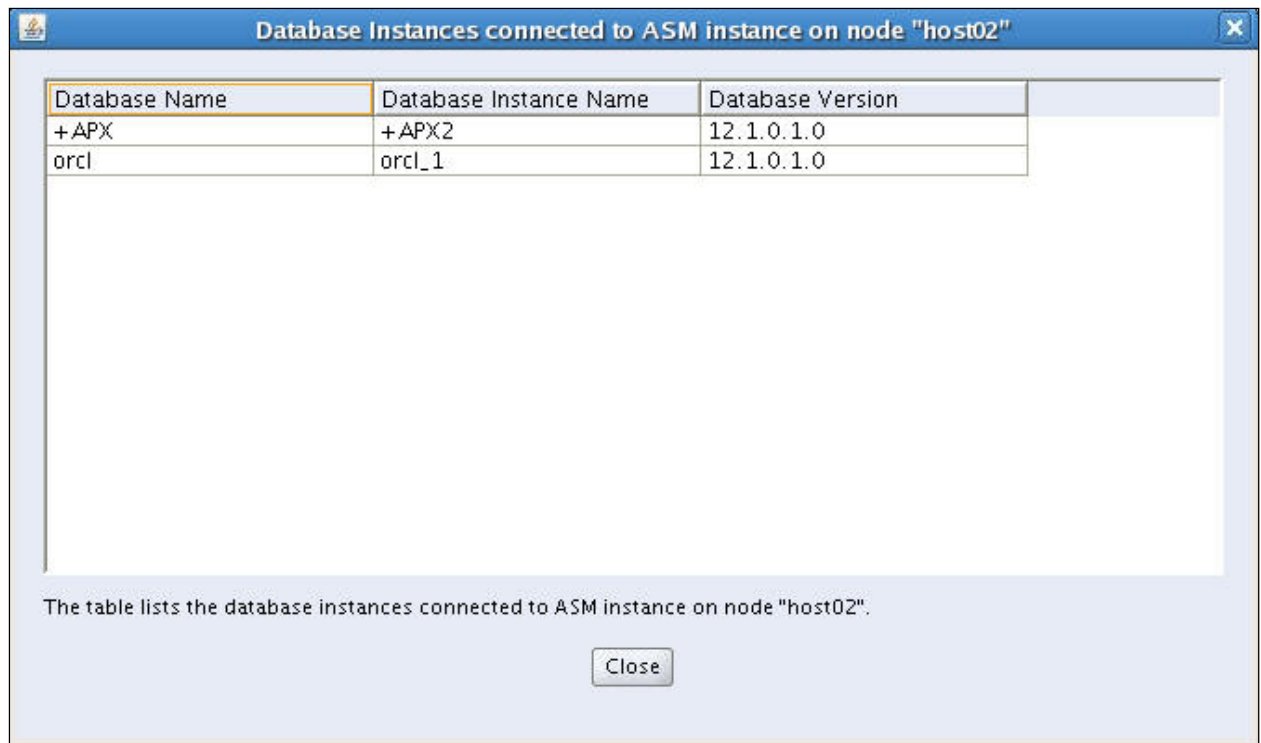 Database Instances connected to ASM instance on node "host02"
Database Name Database Instance Name Database Version
+APX +APX2 12.1.0.1.0
orcl orcl_1 12.1.0.1.0
The table lists the database instances connected to ASM instance on node "host02".
Close